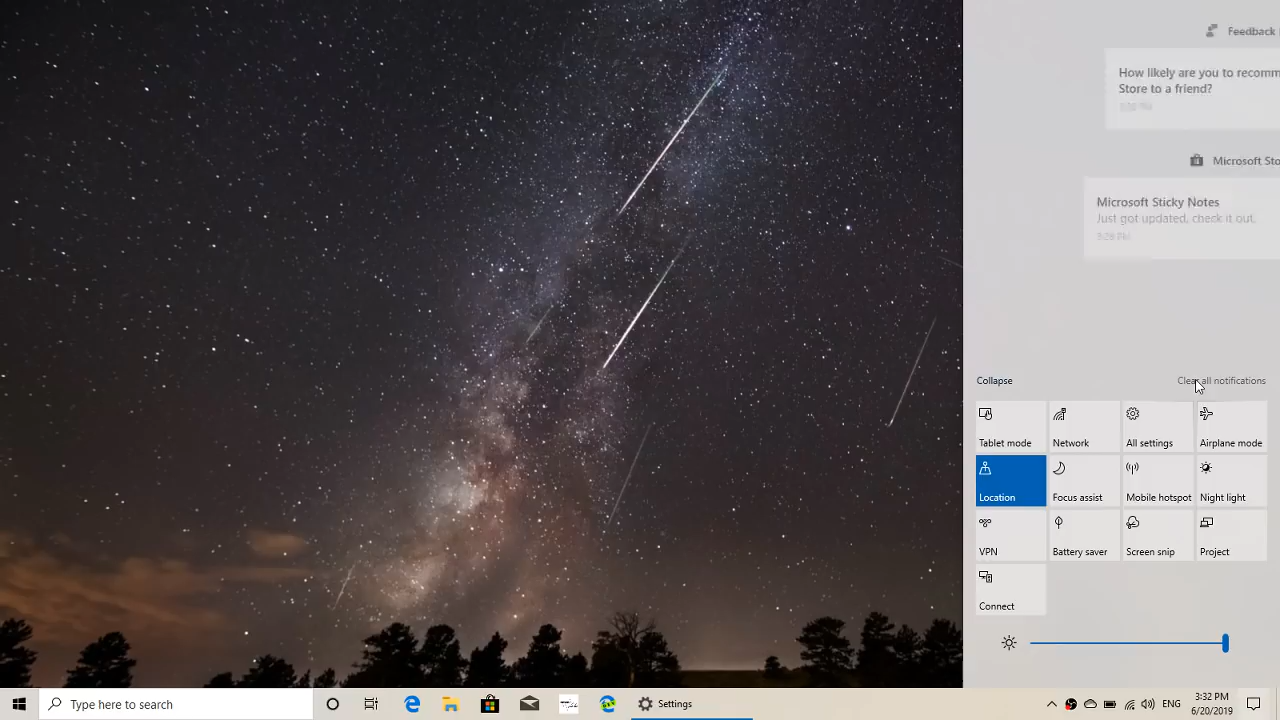 Feedback
How likely are you to recomm
Store to a friend?
Microsoft Sto
Microsoft Sticky Notes
Just got updated, check it out.
Collapse
Clear all notifications
Tablet mode
Network
All settings
Airplane mode
Location
Focus assist
Mobile hotspot
Night light
VPN
Battery saver
Screen snip
Project
Connect
Type here to search
Settings
ENG
3:32 PM
6/20/2019